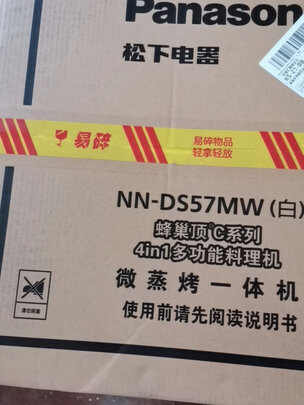 Panason
松下电器
易碎
易碎物品
轻拿轻放
NN-DS57MW (白)
蜂巢顶℃系列
4in1多功能料理机
微蒸烤一体机
使用前请先阅读说明书